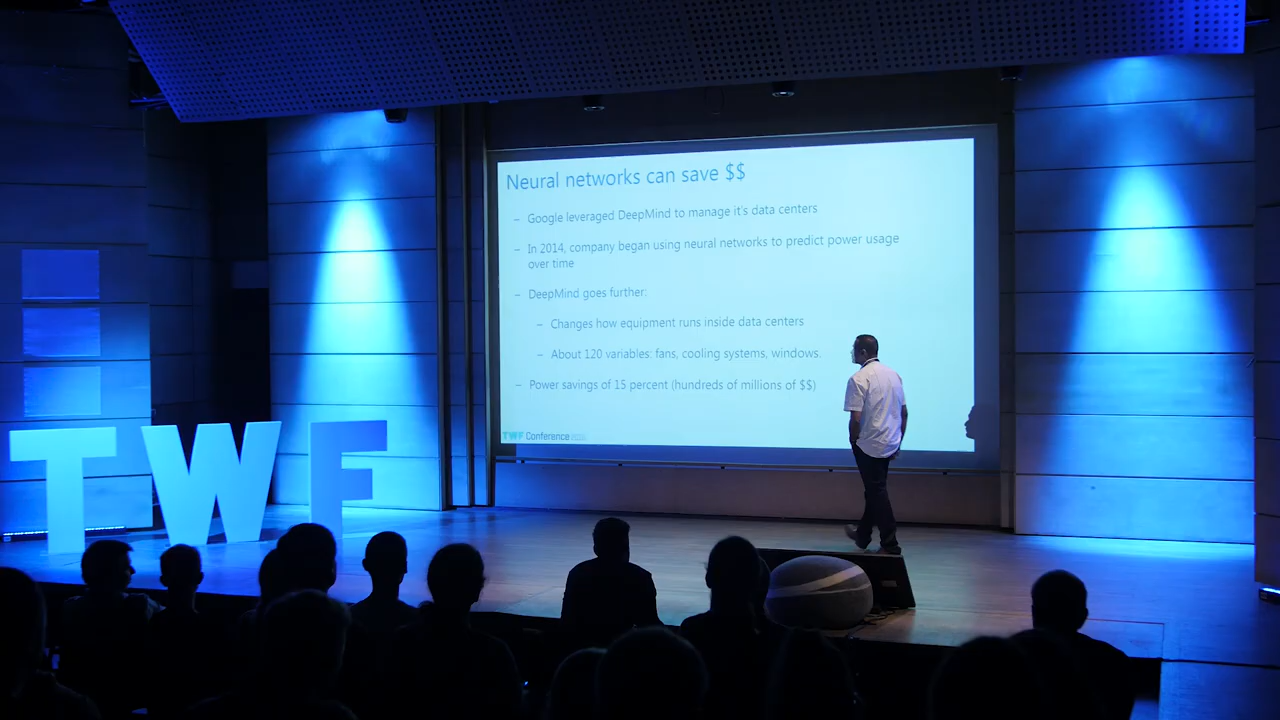 Neural networks can save $$
– Google leveraged DeepMind to manage it's data centers
– In 2014, company began using neural networks to predict power usage
over time
– DeepMind goes further:
– Changes how equipment runs inside data centers
– About 120 variables: fans, cooling systems, windows.
– Power savings of 15 percent (hundreds of millions of $$)
TWF Conference
TWF